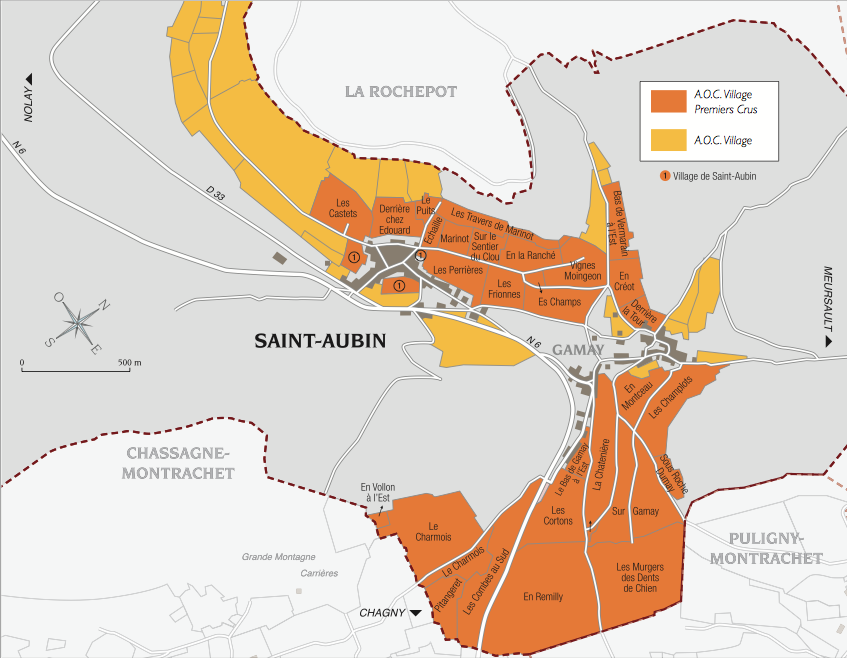 LA ROCHEPOT
A.O.C. Village
Premiers Crus
A.O.C. Village
1 Village de Saint-Aubin
NOLAY
N 6
D 33
Les
Castets
Derrière
chez
Edouard
Le
Puits
Echaille
Les Travers de Marinot
Marinot
Sur le
Sentier
du Clou
En la Ranché
Vignes
Moingeon
Bas de Vermarain
à l'Est
En
Créot
Derrière
la Tour
1
1
1
Les Perrières
Les
Frionnes
Es Champs
MEURSAULT
O
N
S
E
0
500 m
SAINT-AUBIN
N 6
GAMAY
En
Montceau
Les Champlots
CHASSAGNE-
MONTRACHET
En Vollon
à l'Est
Le
Charmois
Le Bas de Gamay
à l'Est
La Chatenière
Sous Roche
Dumay
Les
Cortons
Sur Gamay
PULIGNY-
MONTRACHET
Grande Montagne
Carrières
Le Charmois
Pitangeret
Les Combes au Sud
En Remilly
Les Murgers
des Dents
de Chien
CHAGNY